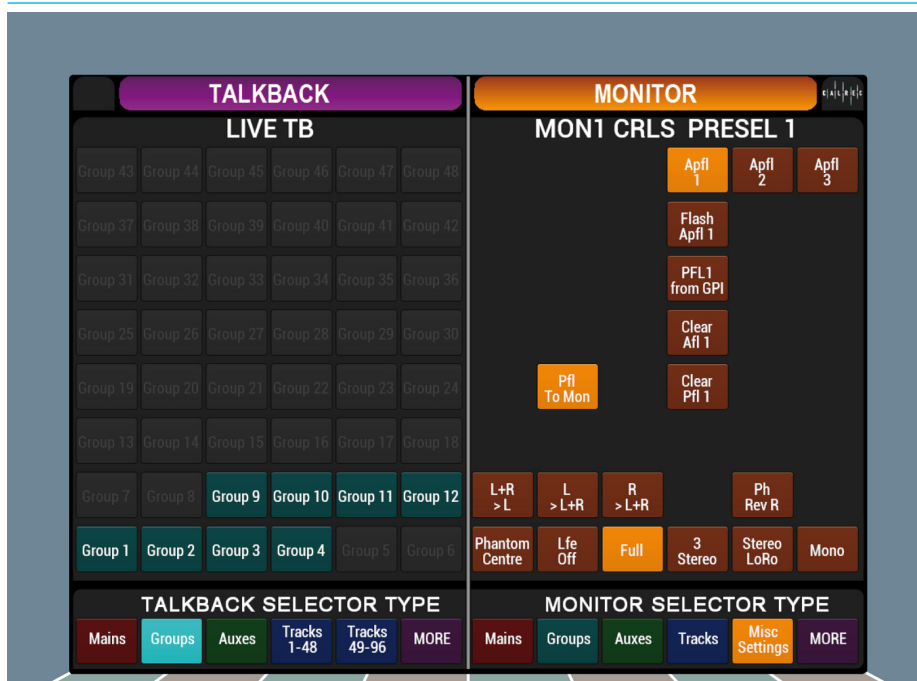 TALKBACK
LIVE TB
Group 43 Group 44 Group 45 Group 46 Group 47 Group 48
Group 37 Group 38 Group 39 Group 40 Group 41 Group 42
Group 31 Group 32 Group 33 Group 34 Group 35 Group 36
Group 25 Group 26 Group 27 Group 28 Group 29 Group 30
Group 19 Group 20 Group 21 Group 22 Group 23 Group 24
Group 13 Group 14 Group 15 Group 16 Group 17 Group 18
Group 7 Group 8 Group 9 Group 10 Group 11 Group 12
Group 1 Group 2 Group 3 Group 4 Group 5 Group 6
TALKBACK SELECTOR TYPE
Mains Groups Auxes Tracks MORE
1-48
Tracks
49-96
MONITOR
CALREC
MON1 CRLS PRESEL 1
Apfl
1
Apfl
2
Apfl
3
Flash
Apfl 1
PFL1
from GPI
Clear
Afl 1
Pfl
To Mon
Clear
Pfl 1
L+R
> L
L
> L+R
R
> L+R
Ph
Rev R
Phantom
Centre
Lfe
Off
Full
3
Stereo
Stereo
LoRo
Mono
MONITOR SELECTOR TYPE
Mains
Groups
Auxes
Tracks
Misc
Settings
MORE